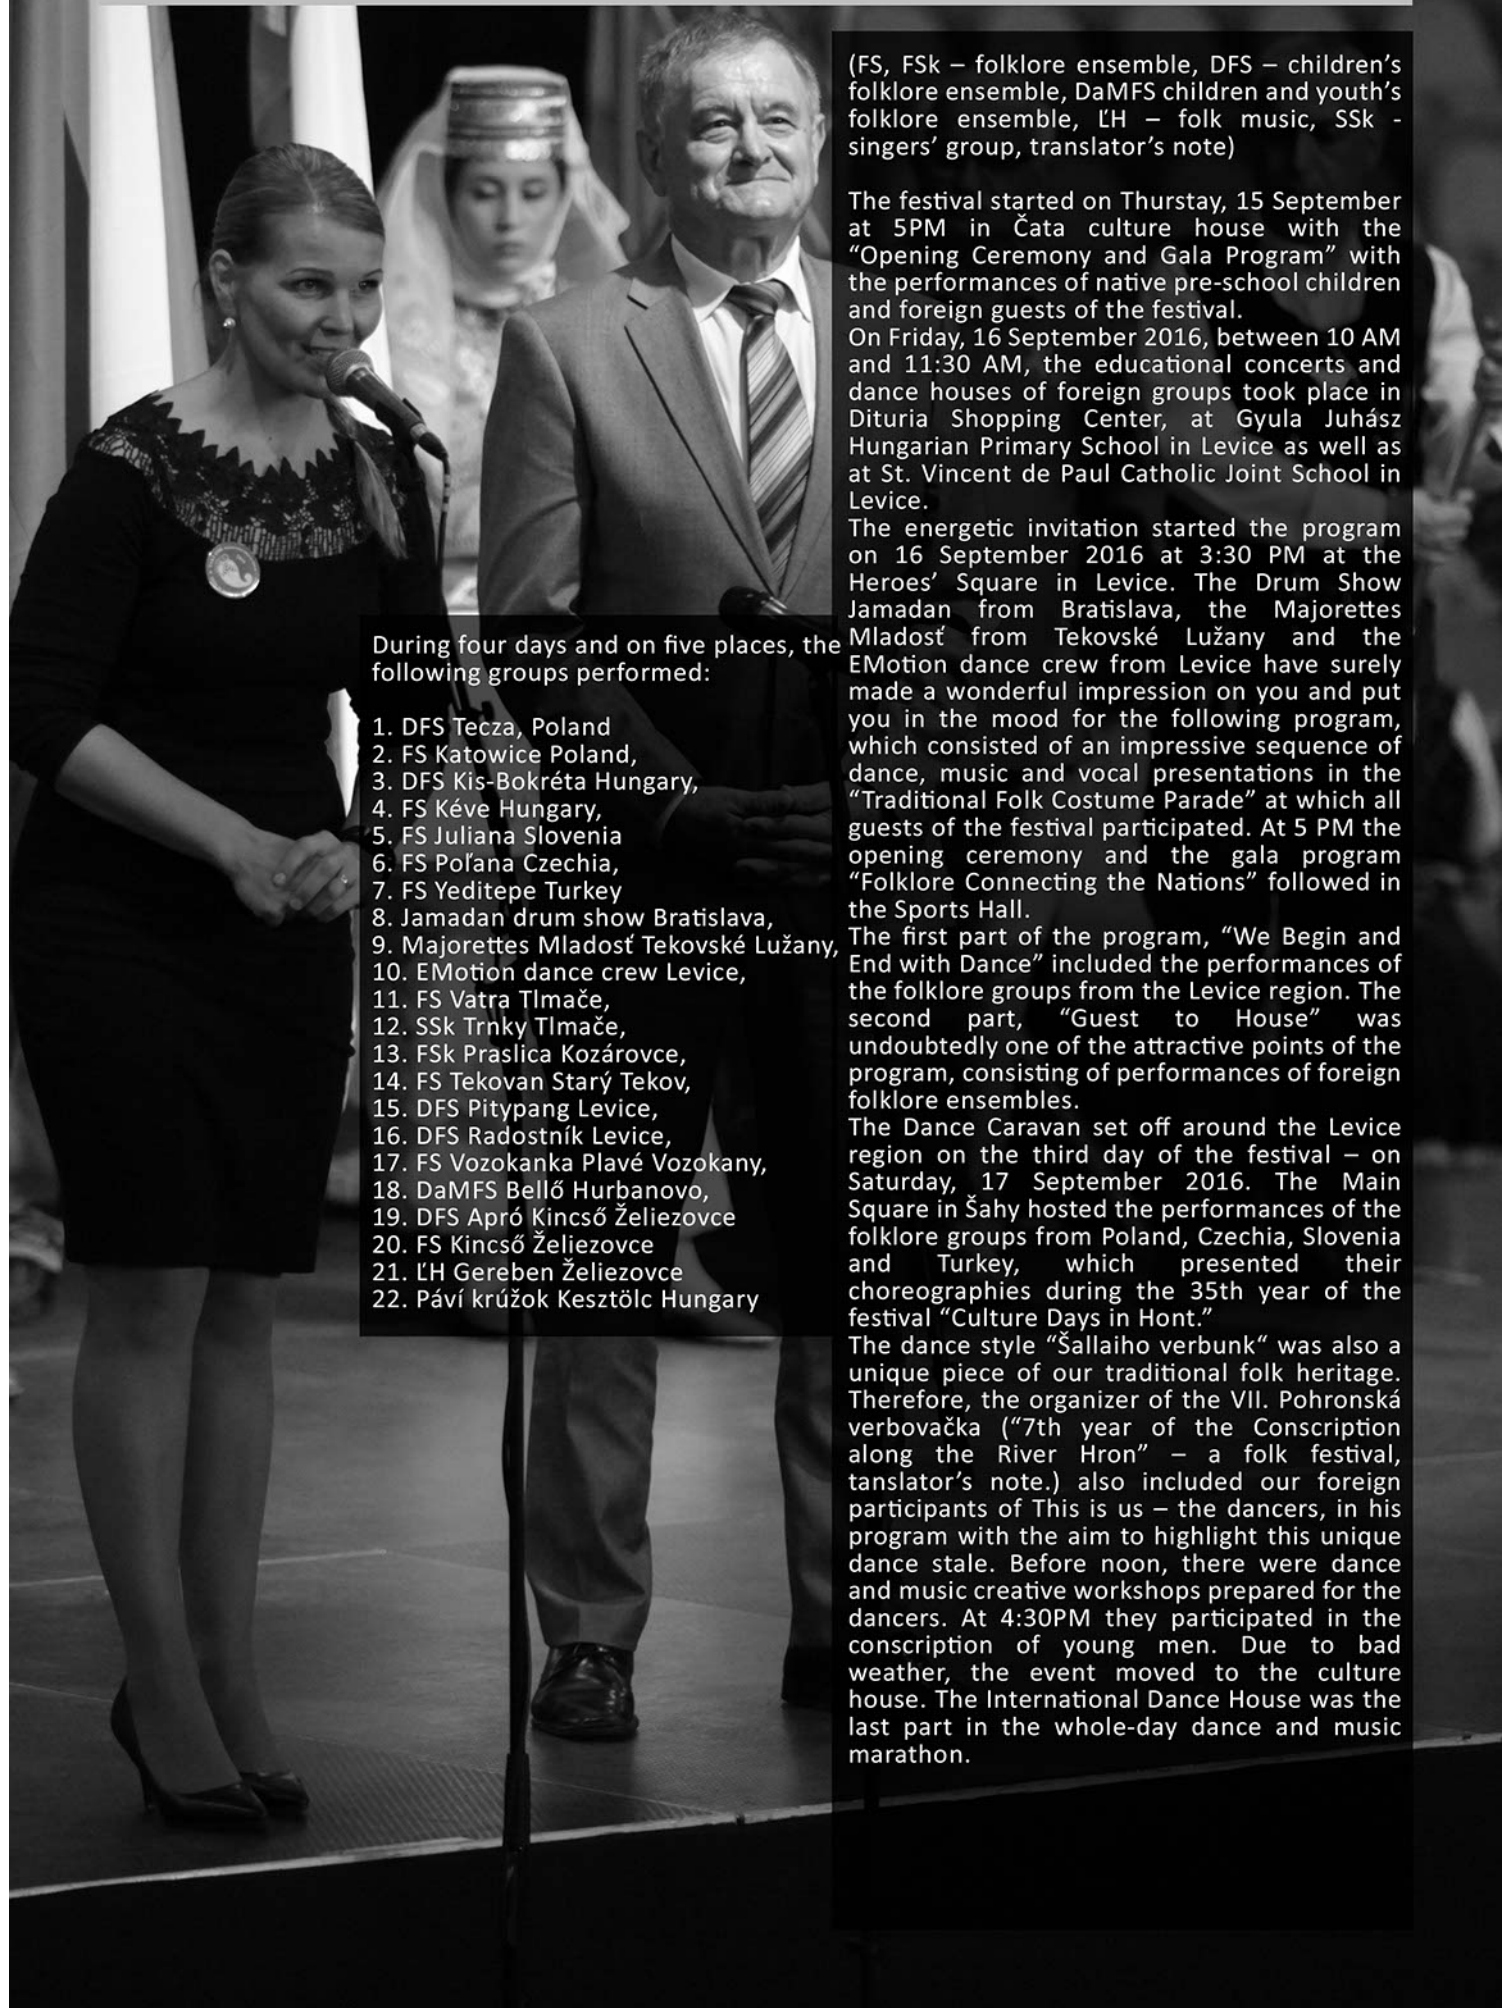 During four days and on five places, the
following groups performed:
1. DFS Tecza, Poland
2. FS Katowice Poland,
3. DFS Kis-Bokréta Hungary,
4. FS Kéve Hungary,
5. FS Juliana Slovenia
6. FS Poľana Czechia,
7. FS Yeditepe Turkey
8. Jamadan drum show Bratislava,
9. Majorettes Mladosť Tekovské Lužany,
10. EMotion dance crew Levice,
11. FS Vatra Tlmače,
12. SSk Trnky Tlmače,
13. FSk Praslica Kozárovce,
14. FS Tekovan Starý Tekov,
15. DFS Pitypang Levice,
16. DFS Radostník Levice,
17. FS Vozokanka Plavé Vozokany,
18. DaMFS Bellő Hurbanovo,
19. DFS Apró Kincső Želiezovce
20. FS Kincső Želiezovce
21. ĽH Gereben Želiezovce
22. Páví krúžok Kesztölc Hungary
(FS, FSk – folklore ensemble, DFS – children’s
folklore ensemble, DaMFS children and youth’s
folklore ensemble, ĽH – folk music, SSk -
singers’ group, translator’s note)
The festival started on Thurstay, 15 September
at 5PM in Čata culture house with the
“Opening Ceremony and Gala Program” with
the performances of native pre-school children
and foreign guests of the festival.
On Friday, 16 September 2016, between 10 AM
and 11:30 AM, the educational concerts and
dance houses of foreign groups took place in
Dituria Shopping Center, at Gyula Juhász
Hungarian Primary School in Levice as well as
at St. Vincent de Paul Catholic Joint School in
Levice.
The energetic invitation started the program
on 16 September 2016 at 3:30 PM at the
Heroes’ Square in Levice. The Drum Show
Jamadan from Bratislava, the Majorettes
Mladosť from Tekovské Lužany and the
EMotion dance crew from Levice have surely
made a wonderful impression on you and put
you in the mood for the following program,
which consisted of an impressive sequence of
dance, music and vocal presentations in the
“Traditional Folk Costume Parade” at which all
guests of the festival participated. At 5 PM the
opening ceremony and the gala program
“Folklore Connecting the Nations” followed in
the Sports Hall.
The first part of the program, “We Begin and
End with Dance” included the performances of
the folklore groups from the Levice region. The
second part, “Guest to House” was
undoubtedly one of the attractive points of the
program, consisting of performances of foreign
folklore ensembles.
The Dance Caravan set off around the Levice
region on the third day of the festival – on
Saturday, 17 September 2016. The Main
Square in Šahy hosted the performances of the
folklore groups from Poland, Czechia, Slovenia
and Turkey, which presented their
choreographies during the 35th year of the
festival “Culture Days in Hont.”
The dance style “Šallaiho verbunk“ was also a
unique piece of our traditional folk heritage.
Therefore, the organizer of the VII. Pohronská
verbovačka (“7th year of the Conscription
along the River Hron” – a folk festival,
tanslator’s note.) also included our foreign
participants of This is us – the dancers, in his
program with the aim to highlight this unique
dance stale. Before noon, there were dance
and music creative workshops prepared for the
dancers. At 4:30PM they participated in the
conscription of young men. Due to bad
weather, the event moved to the culture
house. The International Dance House was the
last part in the whole-day dance and music
marathon.